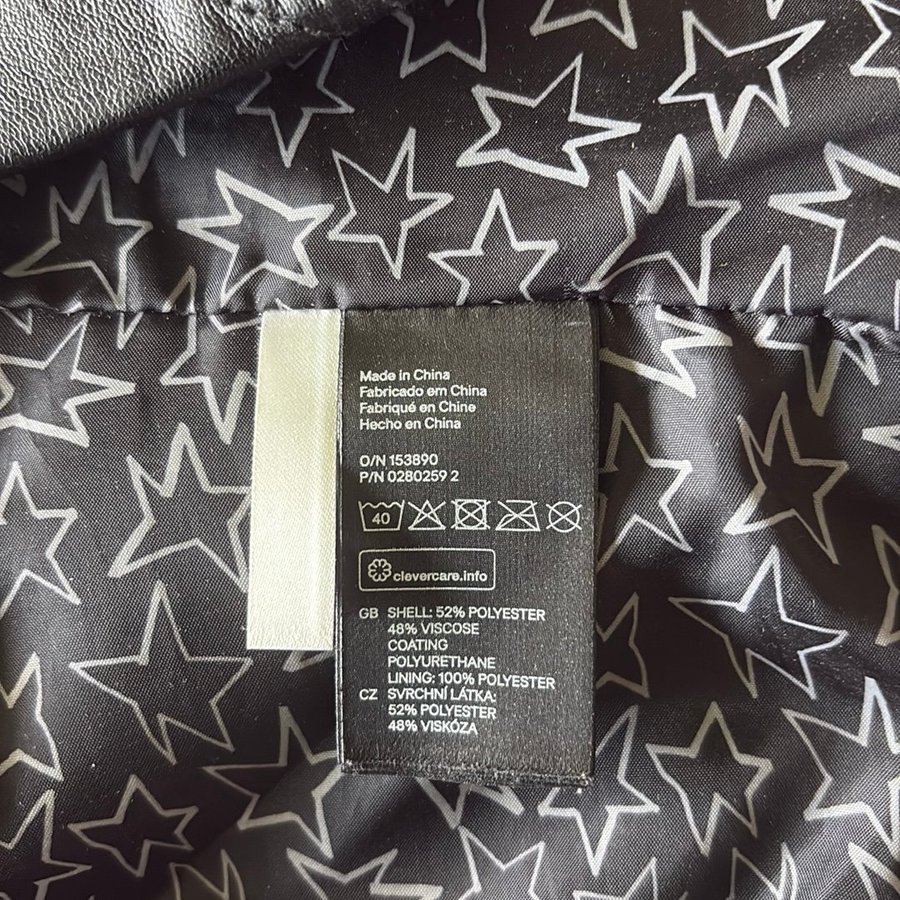 Made in China
Fabricado em China
Fabriqué en Chine
Hecho en China
O/N 153890
P/N 0280259 2
40
clevercare.info
GB SHELL: 52% POLYESTER
48% VISCOSE
COATING
POLYURETHANE
LINING: 100% POLYESTER
CZ SVRCHNÍ LÁTKA:
52% POLYESTER
48% VISKÓZA